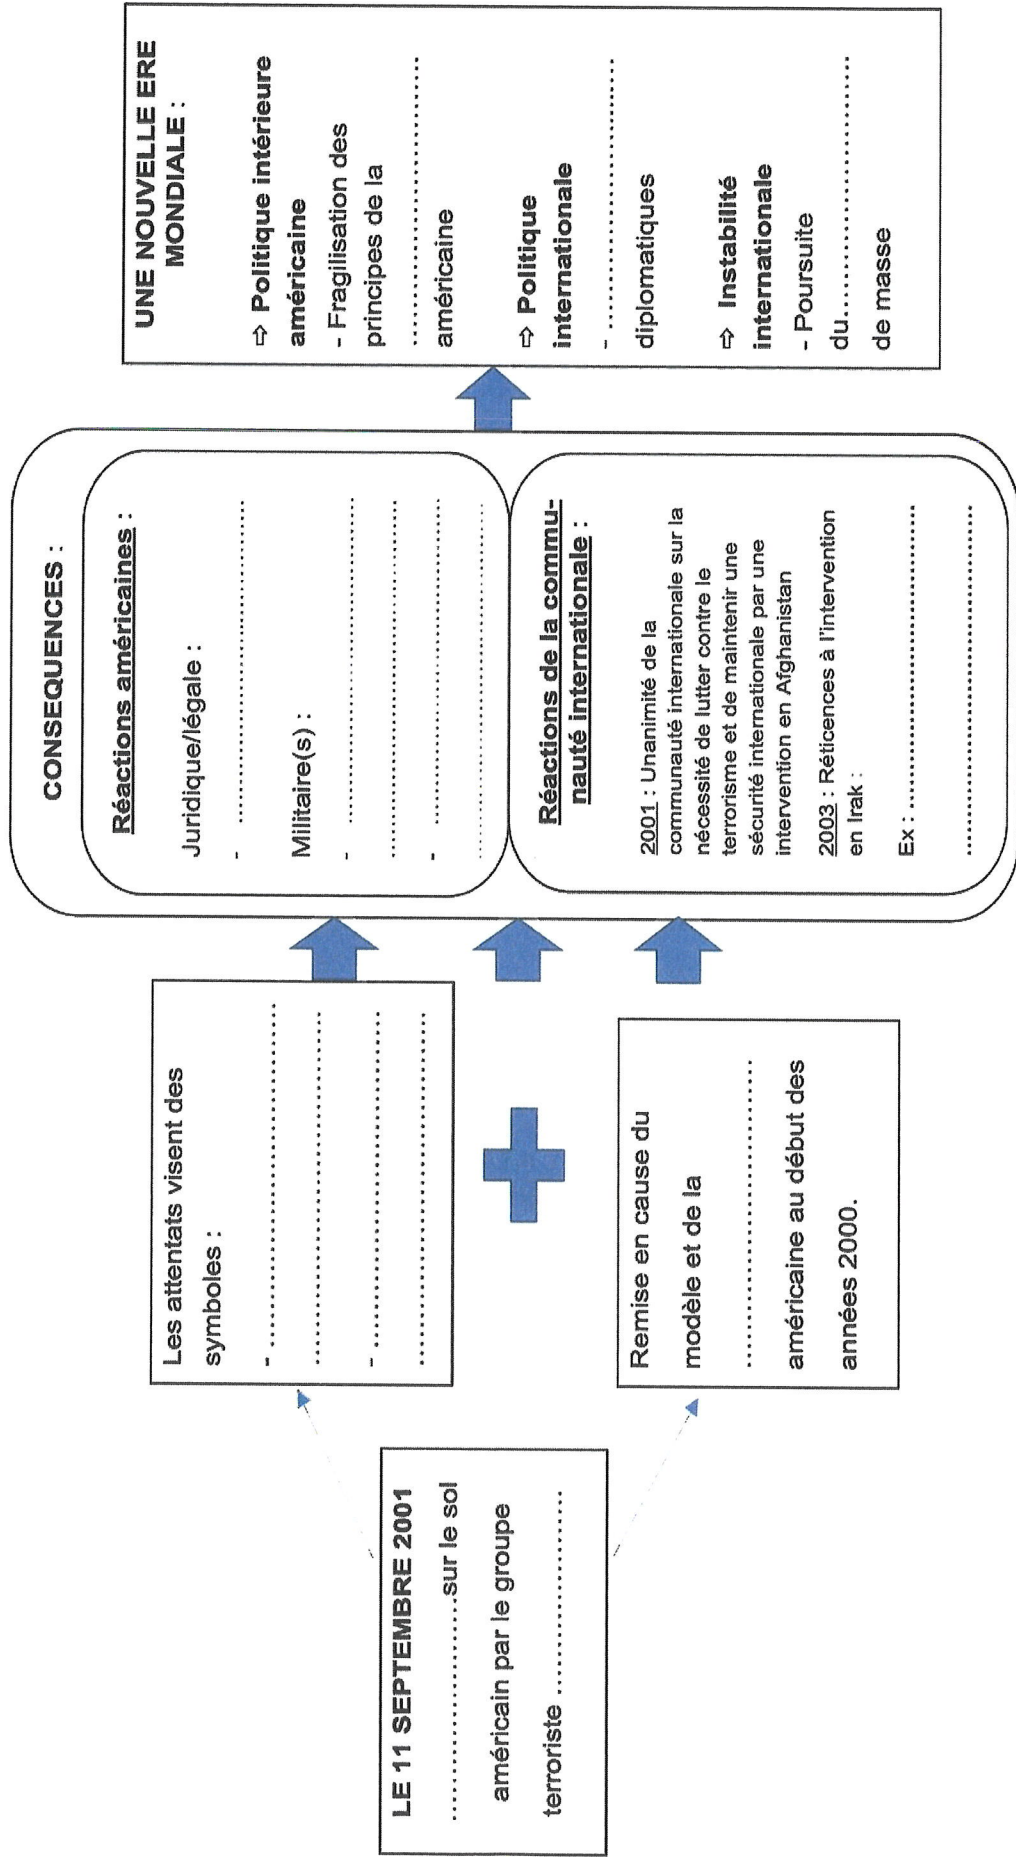 LE 11 SEPTEMBRE 2001
..............................sur le sol
américain par le groupe
terroriste ..............................
Les attentats visent des
symboles :
- ............................................................
............................................................
- ............................................................
............................................................
Remise en cause du
modèle et de la
..............................
américaine au début des
années 2000.
CONSEQUENCES :
Réactions américaines :
Juridique/légale :
- ............................................................
Militaire(s) :
- ............................................................
............................................................
- ............................................................
............................................................
Réactions de la commu-
nauté internationale :
2001 : Unanimité de la
communauté internationale sur la
nécessité de lutter contre le
terrorisme et de maintenir une
sécurité internationale par une
intervention en Afghanistan
2003 : Réticences à l'intervention
en Irak :
Ex : ............................................................
............................................................
UNE NOUVELLE ERE
MONDIALE :
⇨ Politique intérieure
américaine
- Fragilisation des
principes de la
..............................
américaine
⇨ Politique
internationale
- ..............................
diplomatiques
⇨ Instabilité
internationale
- Poursuite
du..............................
de masse